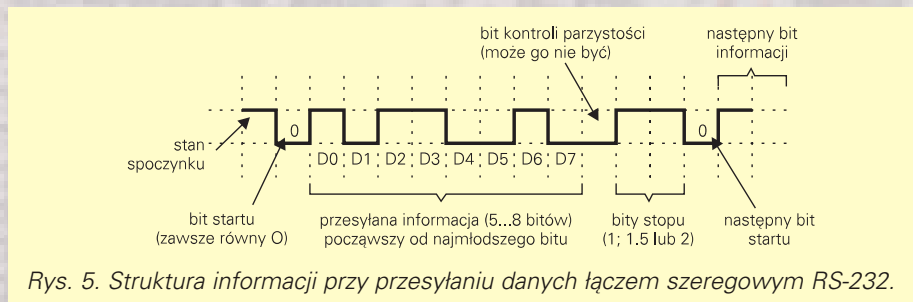 bit kontroli parzystości
(może go nie być)
następny bit
informacji
stan
spoczynku
0
D0 D1 D2 D3 D4 D5 D6 D7
0
bit startu
(zawsze równy O)
przesyłana informacja (5...8 bitów)
począwszy od najmłodszego bitu
bity stopu
(1; 1.5 lub 2)
następny bit
startu
Rys. 5. Struktura informacji przy przesyłaniu danych łączem szeregowym RS-232.